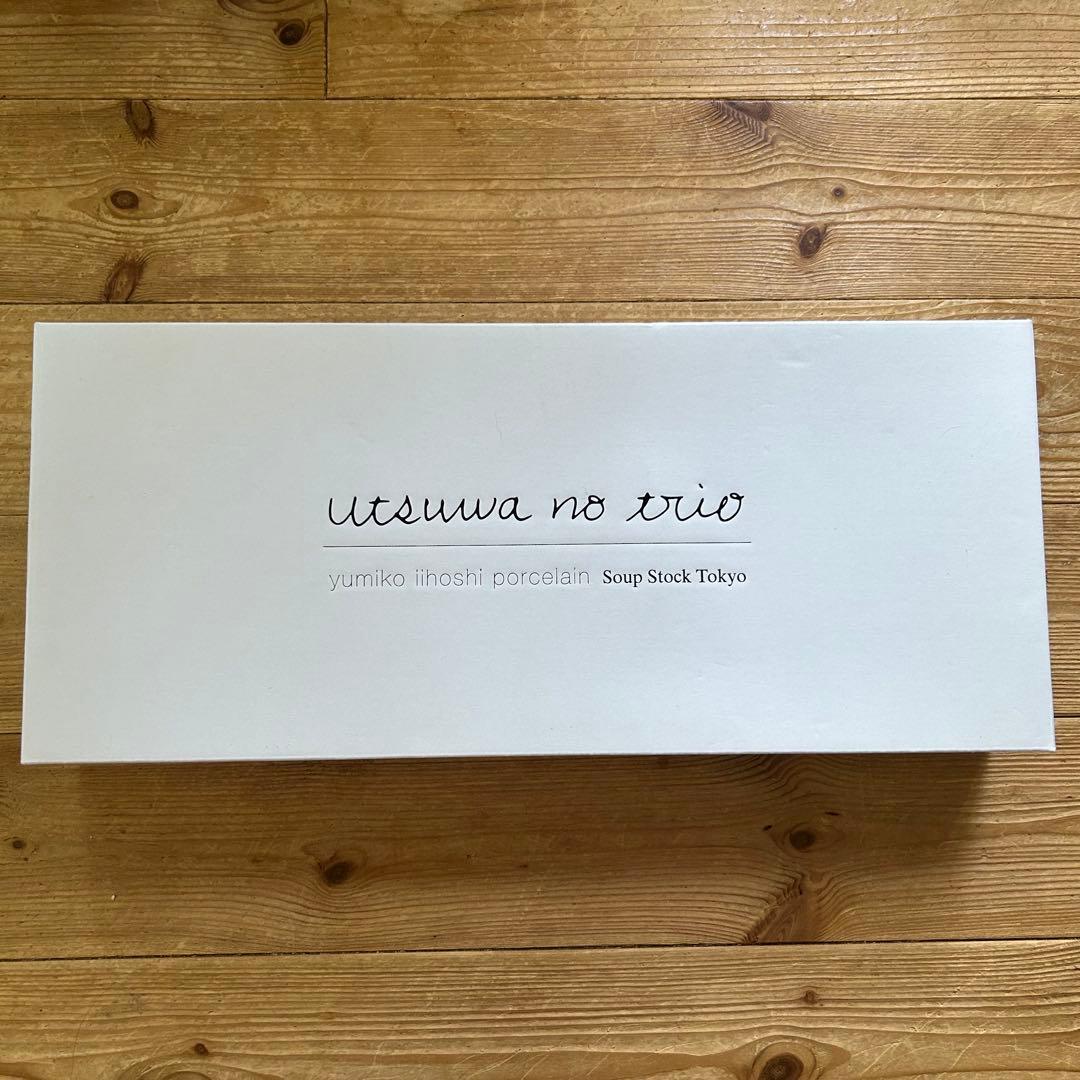 utsuwa no trio
yumiko iihoshi porcelain Soup Stock Tokyo